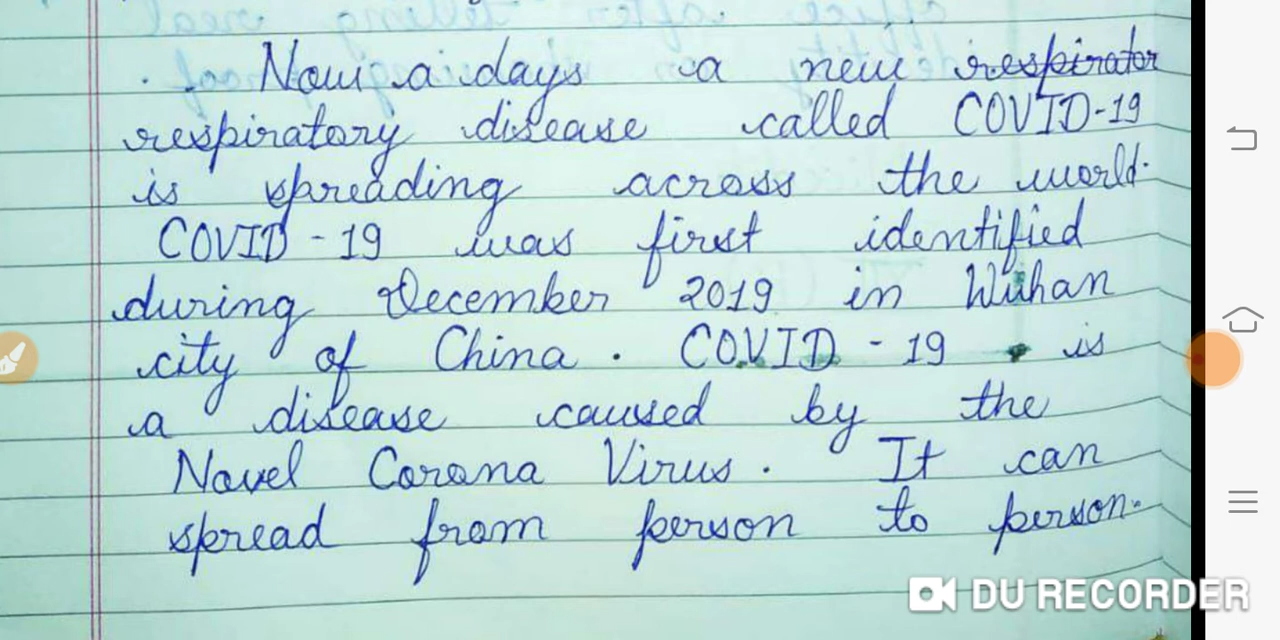 Now a days a new respirator
respiratory disease called COVID-19
is spreading across the world.
COVID-19 was first identified
during December 2019 in Wuhan
city of China. COVID-19 is
a disease caused by the
Novel Corona Virus. It can
spread from person to person.
DU RECORDER